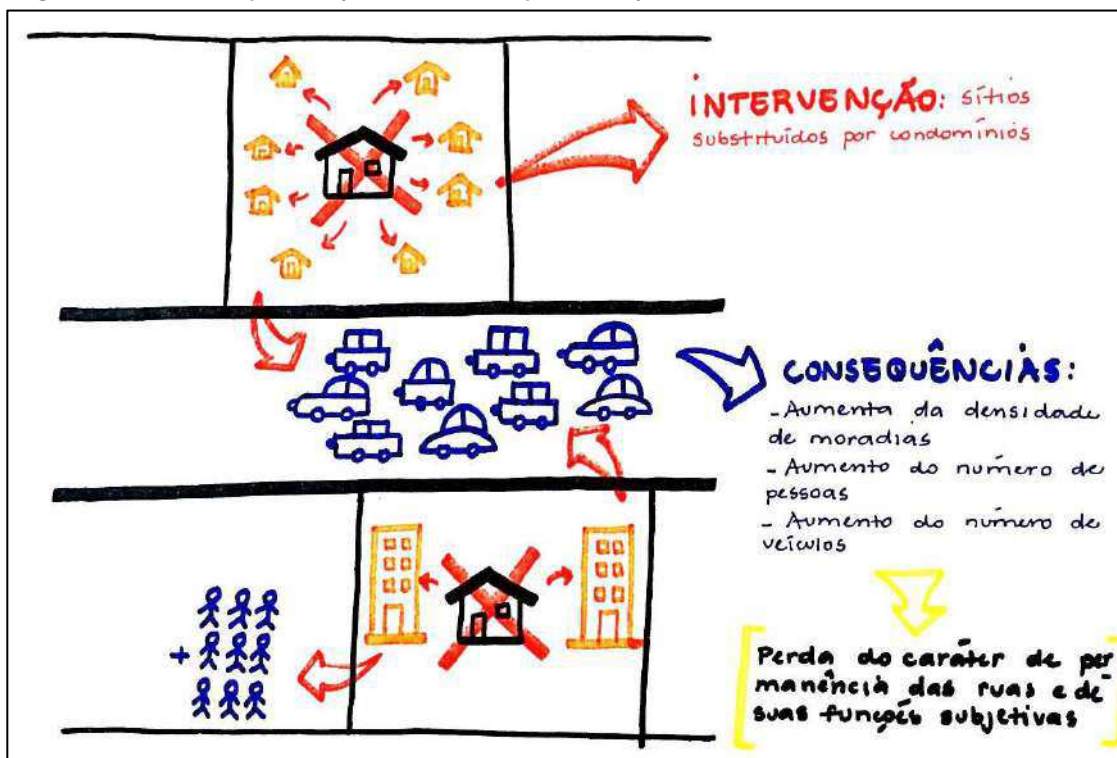 INTERVENÇÃO: sítios
substituídos por condomínios
CONSEQUÊNCIAS:
- Aumenta da densidade
de moradias
- Aumento do número de
pessoas
- Aumento do número de
veículos
+
Perda do caráter de per
manência das ruas e de
suas funções subjetivas